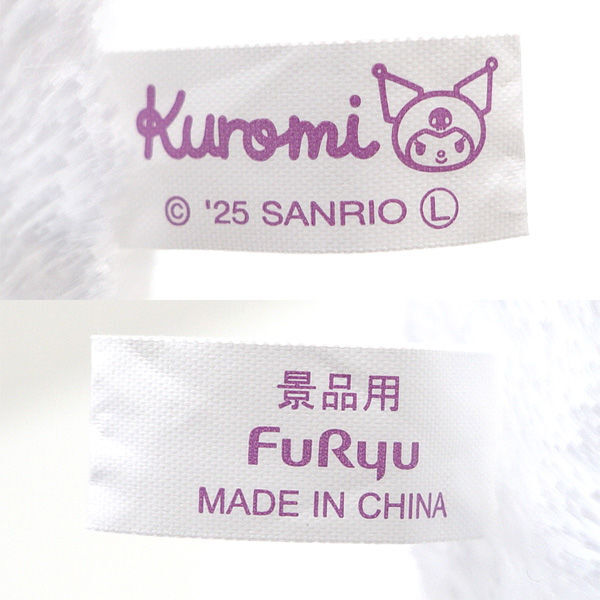 Kuromi
© '25 SANRIO Ⓛ
景品用
FuRyu
MADE IN CHINA